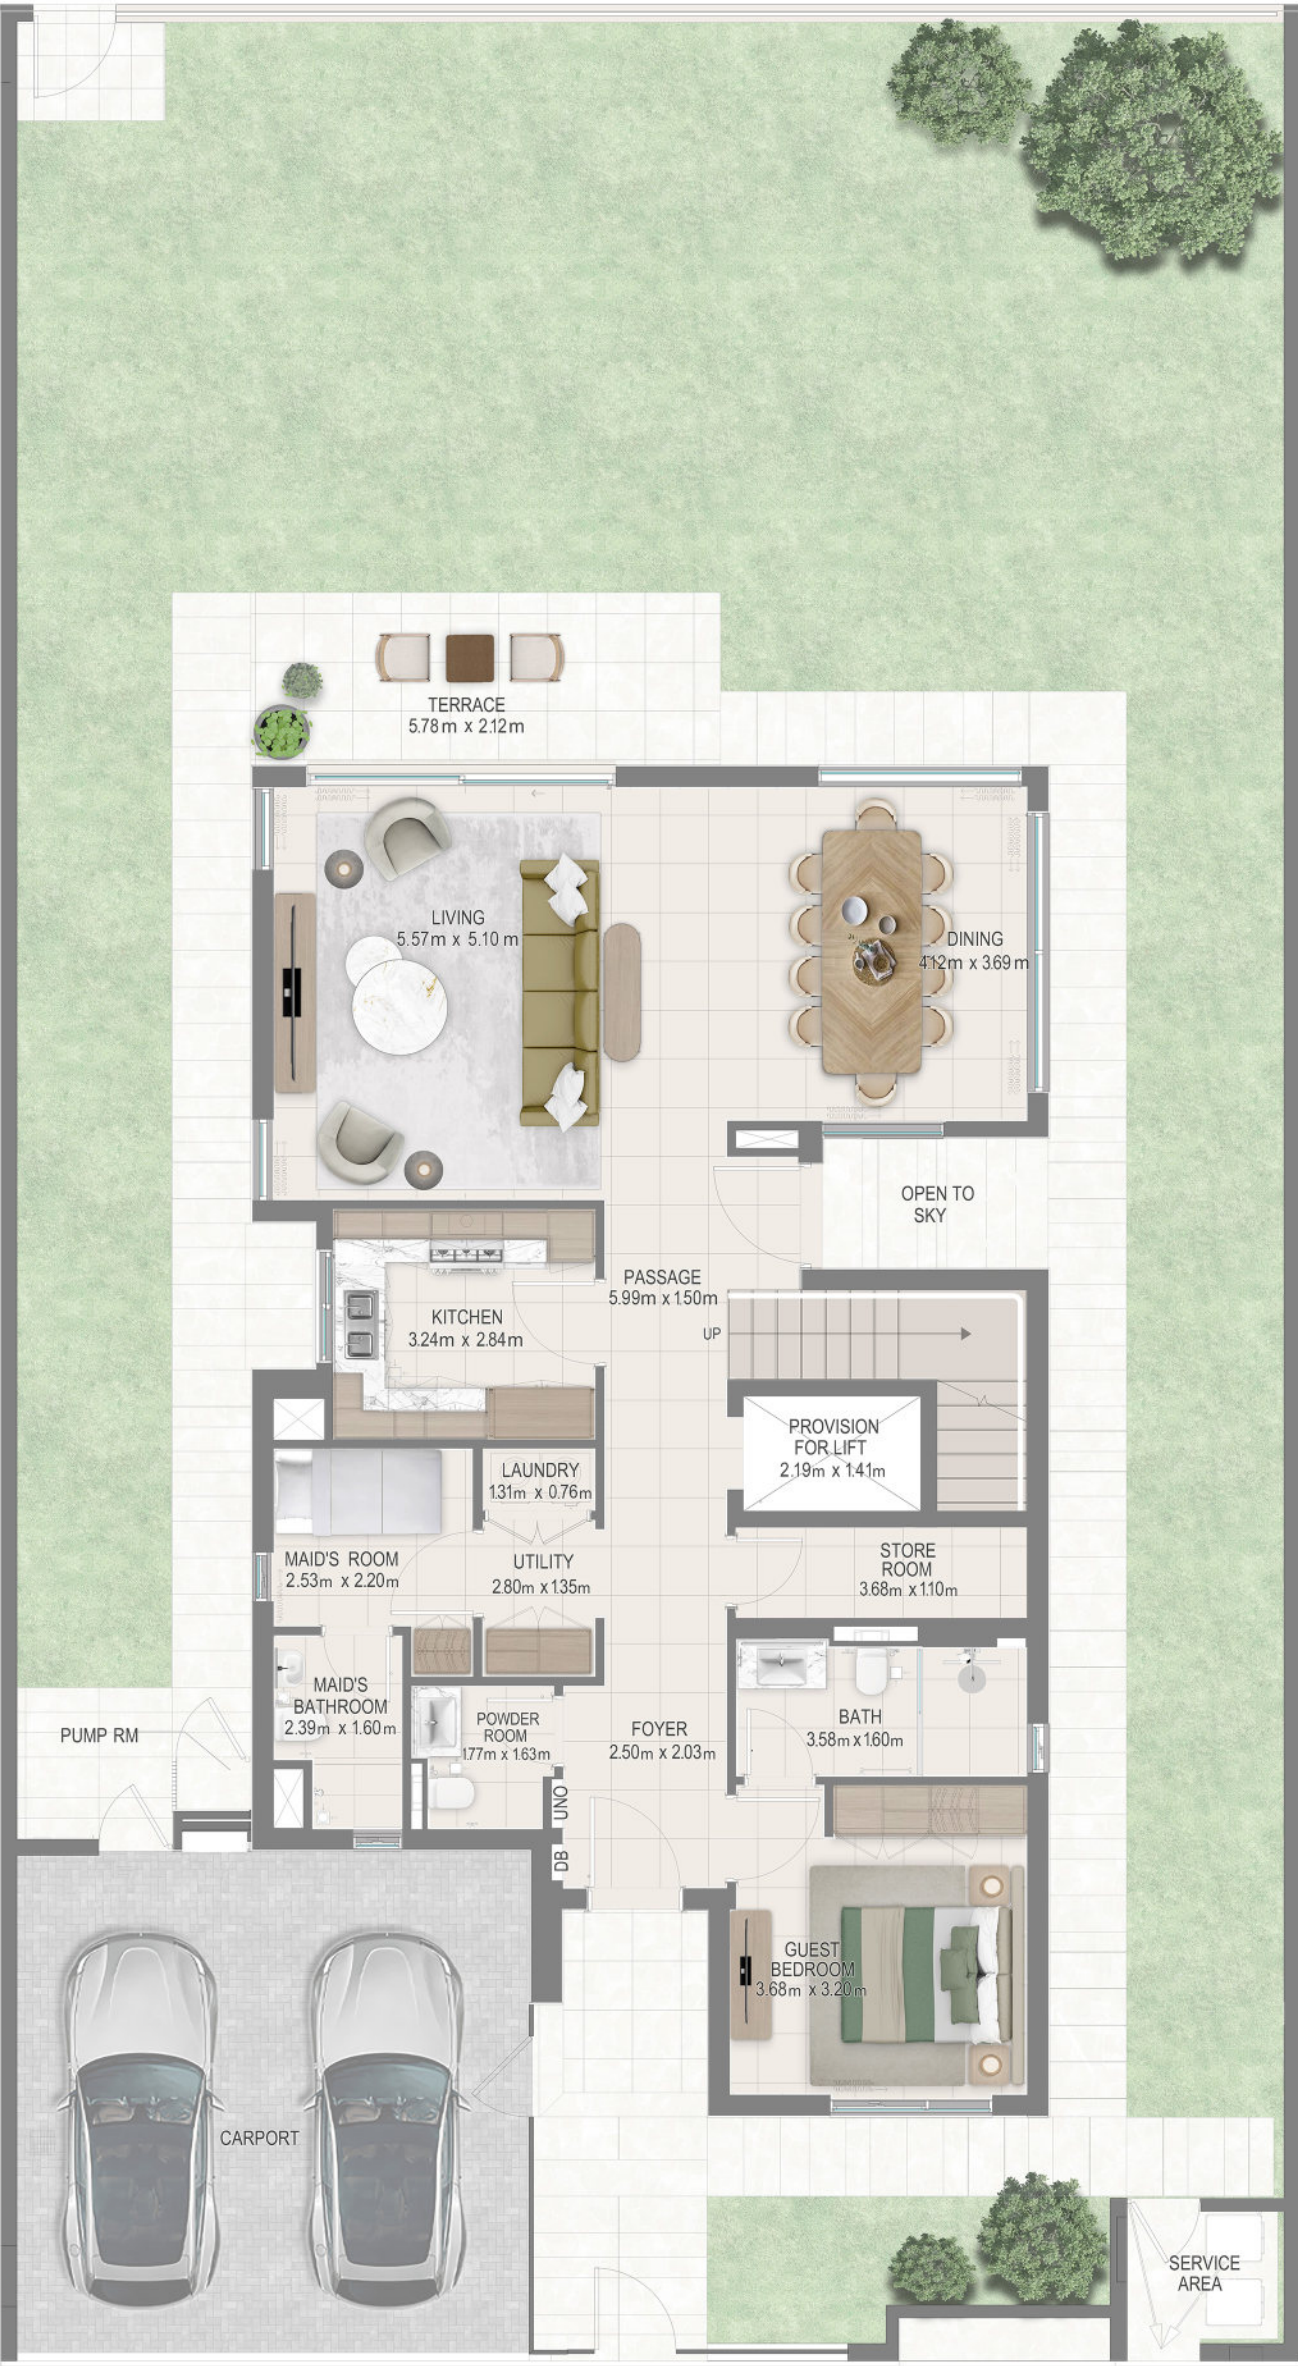 TERRACE
5.78m x 2.12m
LIVING
5.57m x 5.10 m
DINING
4.12m x 3.69 m
OPEN TO
SKY
PASSAGE
5.99m x 1.50m
KITCHEN
3.24m x 2.84m
UP
PROVISION
FOR LIFT
2.19m x 1.41m
LAUNDRY
1.31m x 0.76m
MAID'S ROOM
2.53m x 2.20m
UTILITY
2.80m x 1.35m
STORE
ROOM
3.68m x 1.10m
MAID'S
BATHROOM
2.39m x 1.60m
POWDER
ROOM
1.77m x 1.63m
FOYER
2.50m x 2.03m
BATH
3.58m x 1.60m
PUMP RM
UNO
DB
GUEST
BEDROOM
3.68m x 3.20m
CARPORT
SERVICE
AREA